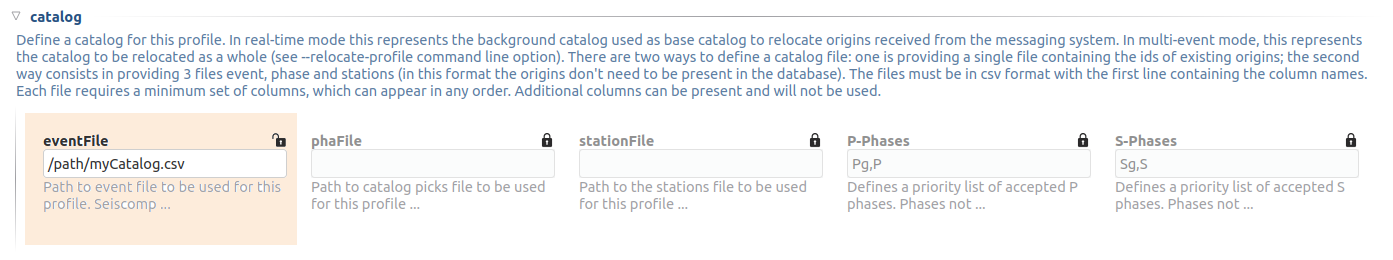 catalog
Define a catalog for this profile. In real-time mode this represents the background catalog used as base catalog to relocate origins received from the messaging system. In multi-event mode, this represents
the catalog to be relocated as a whole (see --relocate-profile command line option). There are two ways to define a catalog file: one is providing a single file containing the ids of existing origins; the second
way consists in providing 3 files event, phase and stations (in this format the origins don't need to be present in the database). The files must be in csv format with the first line containing the column names.
Each file requires a minimum set of columns, which can appear in any order. Additional columns can be present and will not be used.
eventFile phaFile stationFile P-Phases S-Phases
/path/myCatalog.csv Pg,P Sg,S
Path to event file to be used for this Path to catalog picks file to be used Path to the stations file to be used Defines a priority list of accepted P Defines a priority list of accepted S
profile. Seiscomp ... for this profile ... for this profile ... phases. Phases not ... phases. Phases not ...